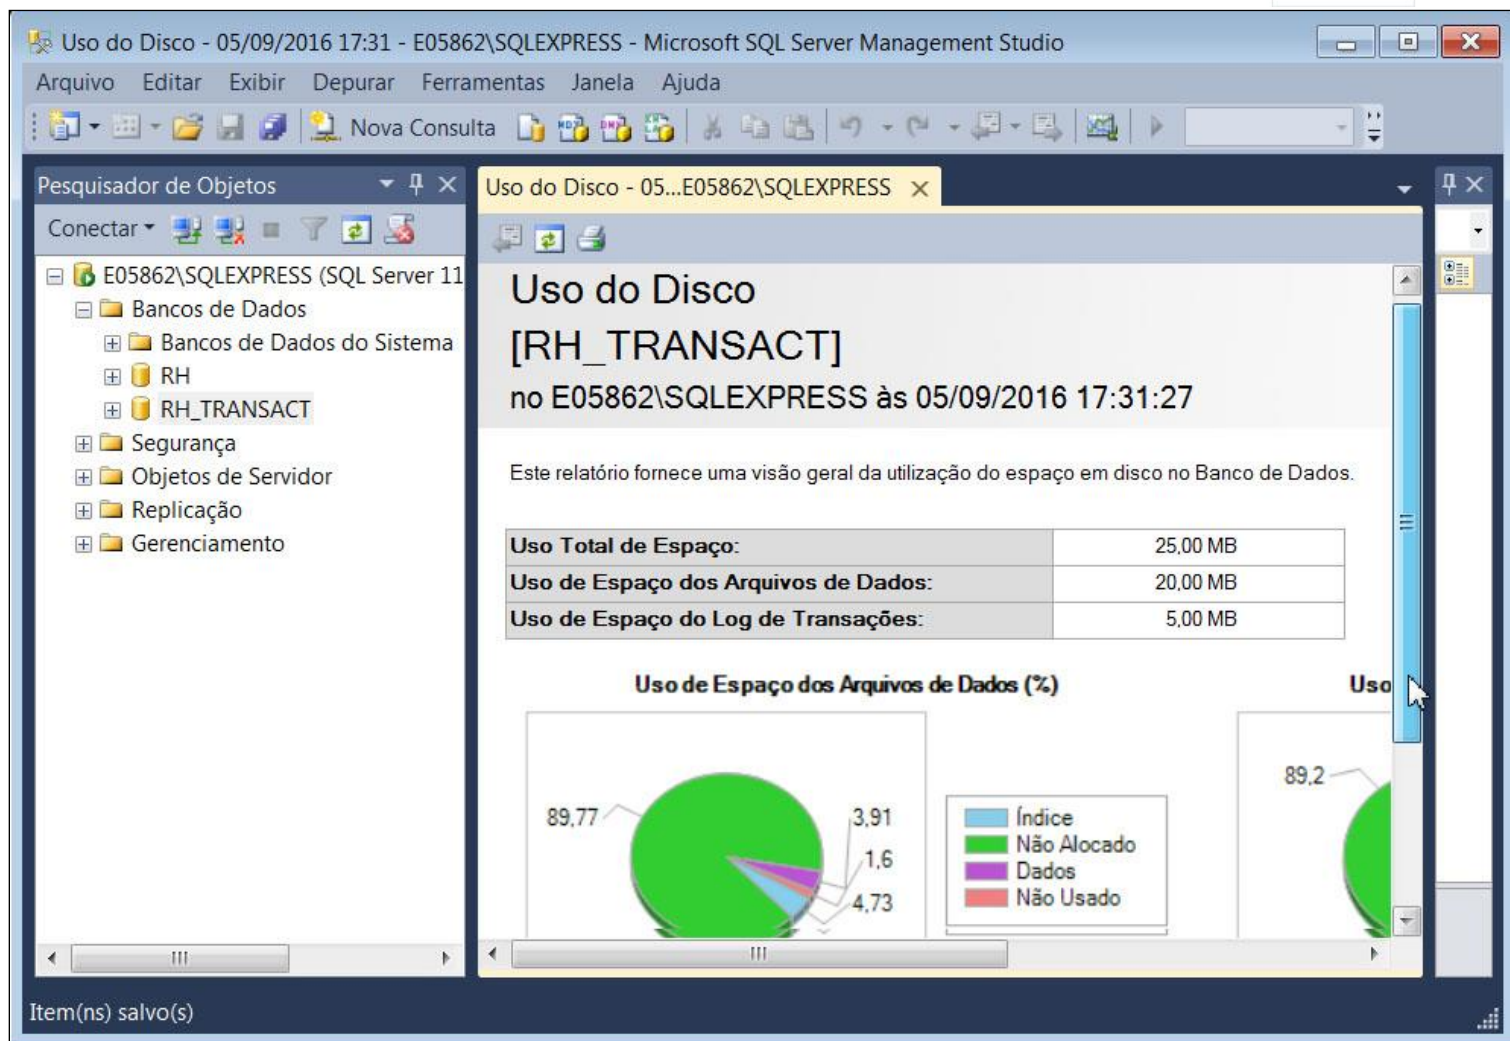 Uso do Disco - 05/09/2016 17:31 - E05862\SQLEXPRESS - Microsoft SQL Server Management Studio
Arquivo Editar Exibir Depurar Ferramentas Janela Ajuda
Nova Consulta
Pesquisador de Objetos
Conectar
E05862\SQLEXPRESS (SQL Server 11
Bancos de Dados
Bancos de Dados do Sistema
RH
RH_TRANSACT
Segurança
Objetos de Servidor
Replicação
Gerenciamento
Uso do Disco - 05...E05862\SQLEXPRESS
Uso do Disco
[RH_TRANSACT]
no E05862\SQLEXPRESS às 05/09/2016 17:31:27
Este relatório fornece uma visão geral da utilização do espaço em disco no Banco de Dados.
Uso Total de Espaço: 25,00 MB
Uso de Espaço dos Arquivos de Dados: 20,00 MB
Uso de Espaço do Log de Transações: 5,00 MB
Uso de Espaço dos Arquivos de Dados (%)
89,77
3,91
1,6
4,73
Índice
Não Alocado
Dados
Não Usado
Uso
89,2
Item(ns) salvo(s)